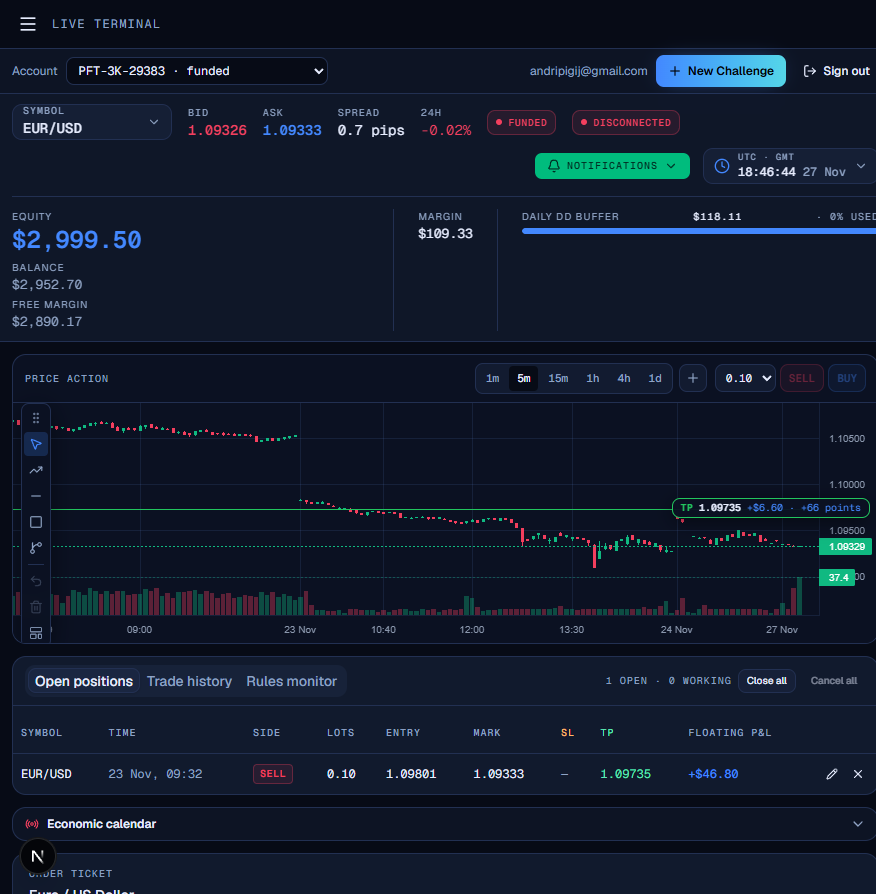 LIVE TERMINAL
Account PFT-3K-29383 · funded andripigij@gmail.com + New Challenge Sign out
SYMBOL BID ASK SPREAD 24H
EUR/USD 1.09326 1.09333 0.7 pips -0.02% FUNDED DISCONNECTED
NOTIFICATIONS UTC · GMT
18:46:44 27 Nov
EQUITY MARGIN DAILY DD BUFFER $118.11 · 0% USED
$2,999.50 $109.33
BALANCE
$2,952.70
FREE MARGIN
$2,890.17
PRICE ACTION 1m 5m 15m 1h 4h 1d + 0.10 SELL BUY
1.10500
1.10000
TP 1.09735 +$6.60 · +66 points
1.09500
1.09329
37.4
09:00 23 Nov 10:40 12:00 13:30 24 Nov 27 Nov
Open positions Trade history Rules monitor 1 OPEN · 0 WORKING Close all Cancel all
SYMBOL TIME SIDE LOTS ENTRY MARK SL TP FLOATING P&L
EUR/USD 23 Nov, 09:32 SELL 0.10 1.09801 1.09333 — 1.09735 +$46.80
Economic calendar
N
ORDER TICKET
Euro / US Dollar